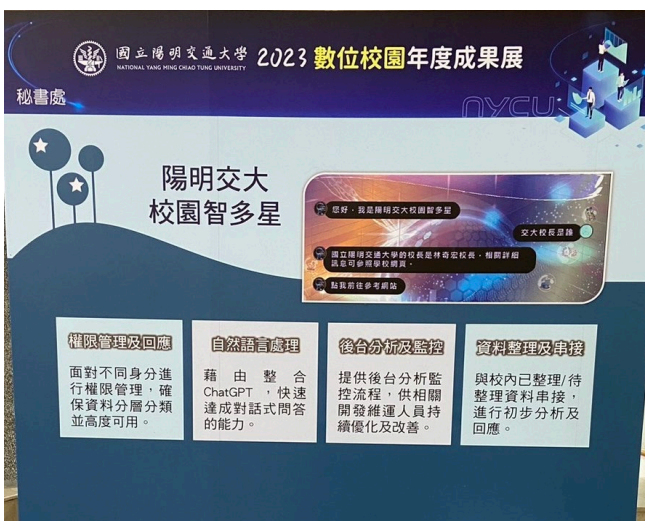 國立陽明交通大學 2023 數位校園年度成果展
NATIONAL YANG MING CHIAO TUNG UNIVERSITY
秘書處
NYCU
陽明交大
校園智多星
您好，我是陽明交大校園智多星
交大校長是誰
國立陽明交通大學的校長是林奇宏校長，相關詳細
訊息可參照學校網頁。
點我前往參考網站
權限管理及回應
面對不同身分進
行權限管理，確
保資料分層分類
並高度可用。
自然語言處理
藉由整合
ChatGPT，快速
達成對話式問答
的能力。
後台分析及監控
提供後台分析監
控流程，供相關
開發維運人員持
續優化及改善。
資料整理及串接
與校內已整理/待
整理資料串接，
進行初步分析及
回應。